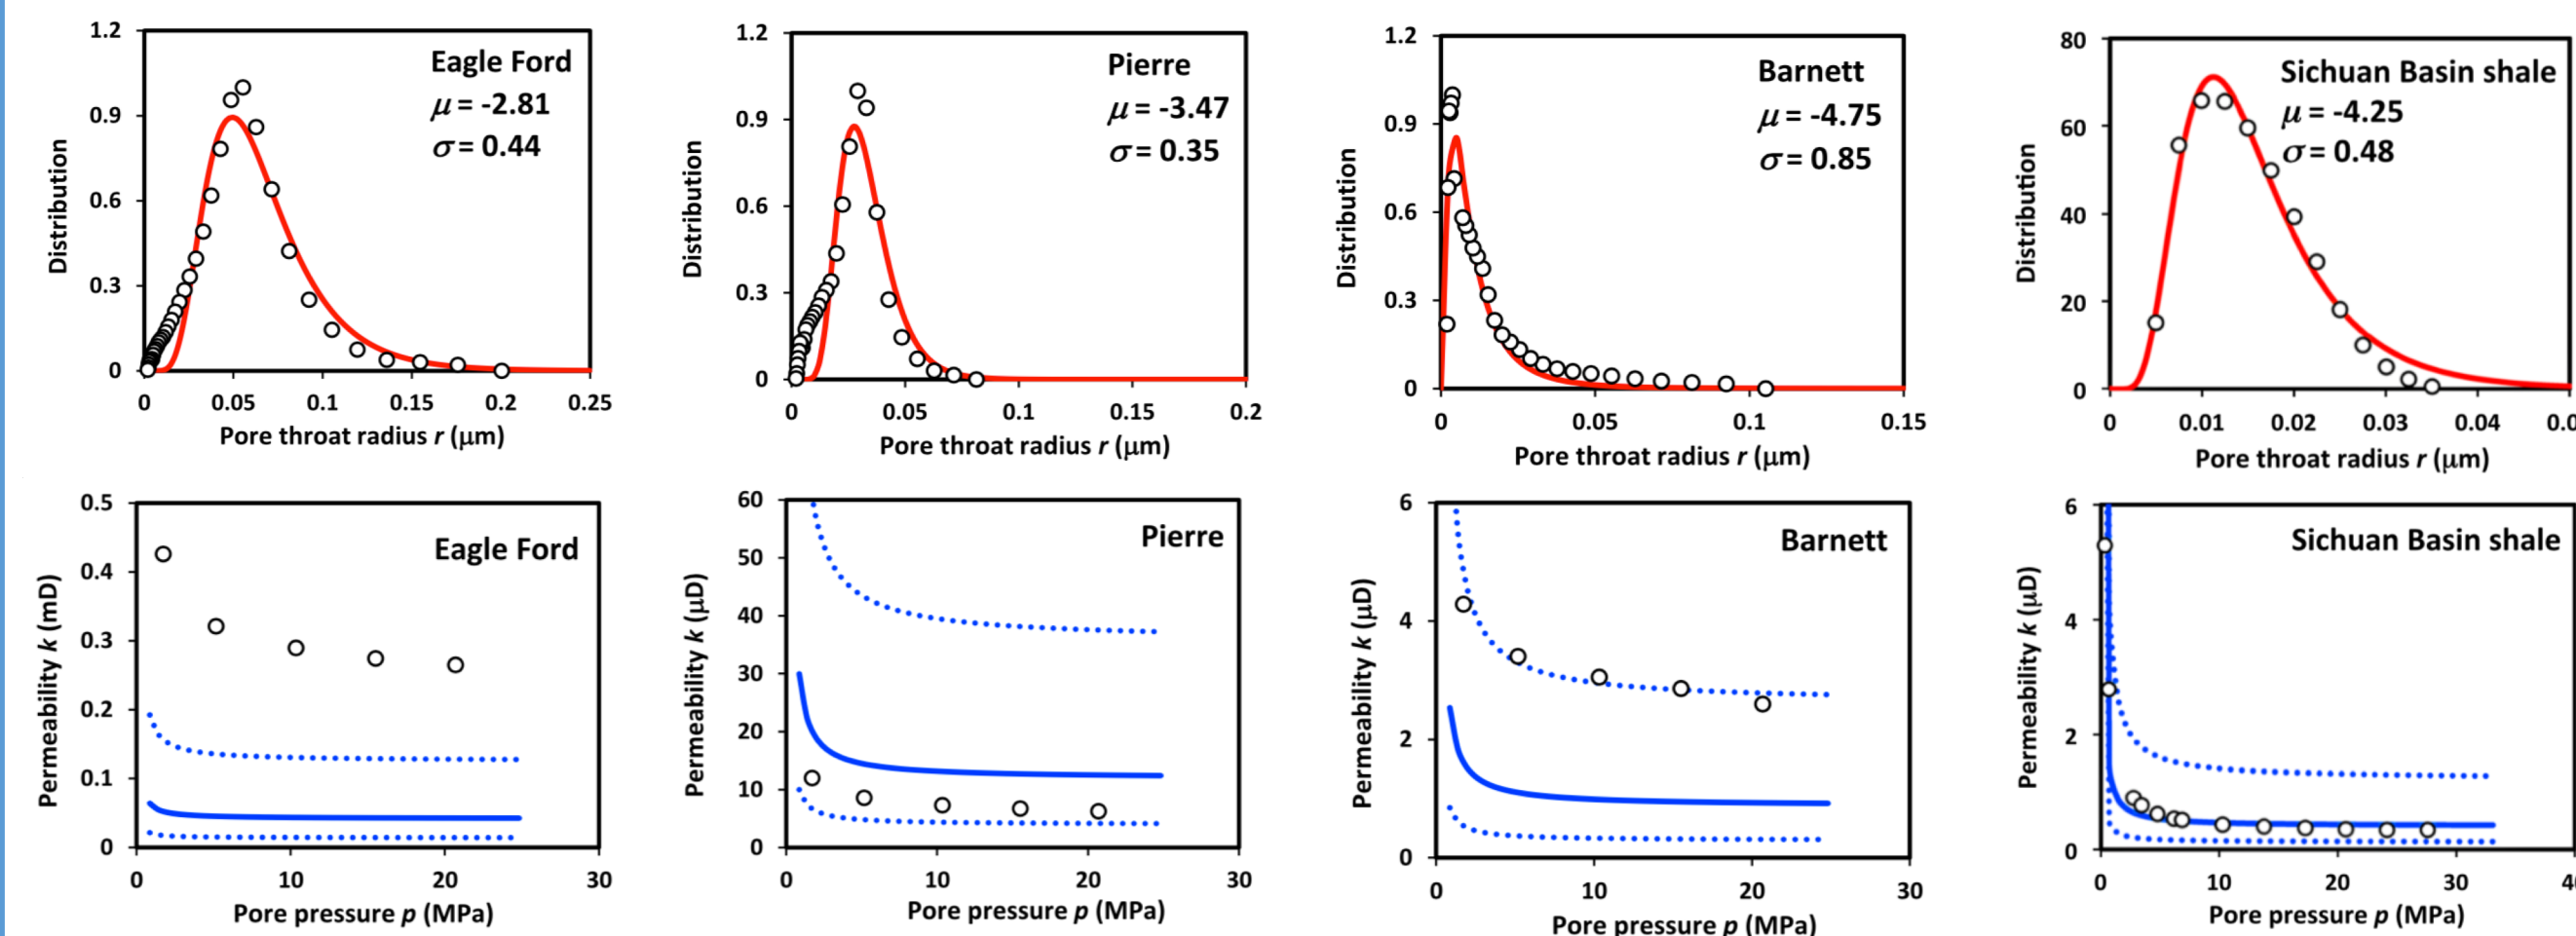 Eagle Ford
μ = -2.81
σ = 0.44
1.2
0.9
0.6
0.3
0
Distribution
0 0.05 0.1 0.15 0.2 0.25
Pore throat radius r (μm)
Pierre
μ = -3.47
σ = 0.35
1.2
0.9
0.6
0.3
0
Distribution
0 0.05 0.1 0.15 0.2
Pore throat radius r (μm)
Barnett
μ = -4.75
σ = 0.85
1.2
0.9
0.6
0.3
0
Distribution
0 0.05 0.1 0.15
Pore throat radius r (μm)
Sichuan Basin shale
μ = -4.25
σ = 0.48
80
60
40
20
0
Distribution
0 0.01 0.02 0.03 0.04
Pore throat radius r (μm)
Eagle Ford
0.5
0.4
0.3
0.2
0.1
0
Permeability k (mD)
0 10 20 30
Pore pressure p (MPa)
Pierre
60
50
40
30
20
10
0
Permeability k (μD)
0 10 20 30
Pore pressure p (MPa)
Barnett
6
4
2
0
Permeability k (μD)
0 10 20 30
Pore pressure p (MPa)
Sichuan Basin shale
6
4
2
0
Permeability k (μD)
0 10 20 30
Pore pressure p (MPa)